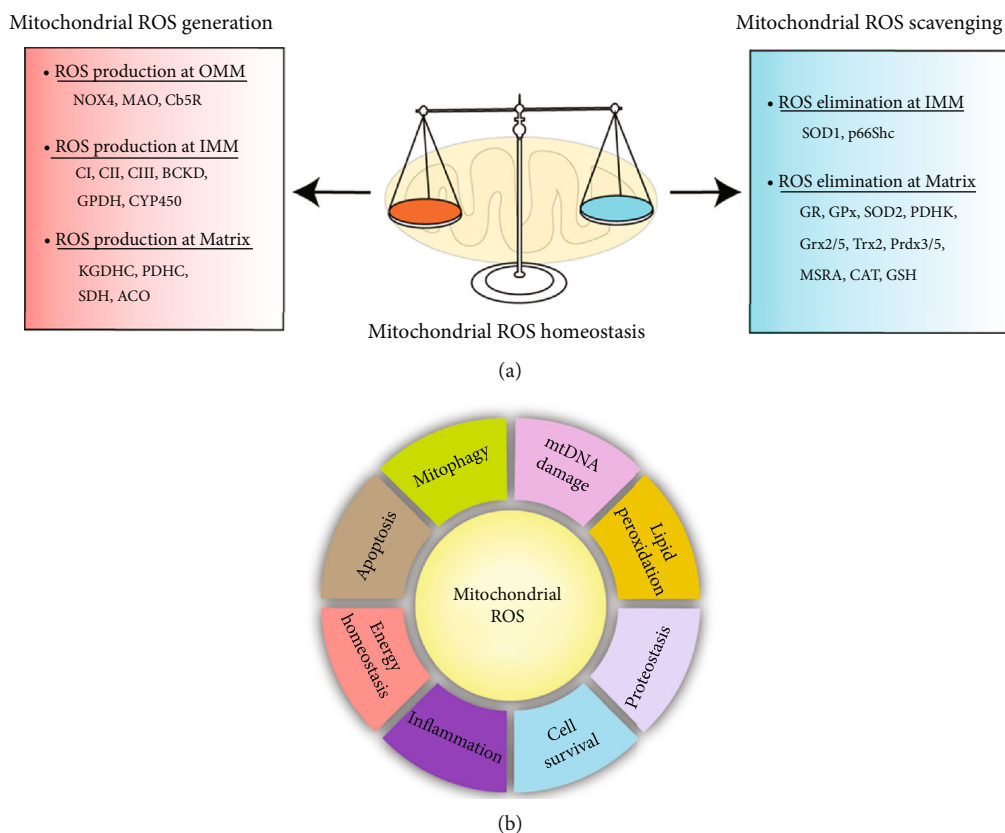 Mitochondrial ROS generation
• ROS production at OMM
NOX4, MAO, Cb5R
• ROS production at IMM
CI, CII, CIII, BCKD,
GPDH, CYP450
• ROS production at Matrix
KGDHC, PDHC,
SDH, ACO
Mitochondrial ROS homeostasis
Mitochondrial ROS scavenging
• ROS elimination at IMM
SOD1, p66Shc
• ROS elimination at Matrix
GR, GPx, SOD2, PDHK,
Grx2/5, Trx2, Prdx3/5,
MSRA, CAT, GSH
(a)
Mitophagy
mtDNA
damage
Lipid
peroxidation
Proteostasis
Cell
survival
Inflammation
Energy
homeostasis
Apoptosis
Mitochondrial
ROS
(b)